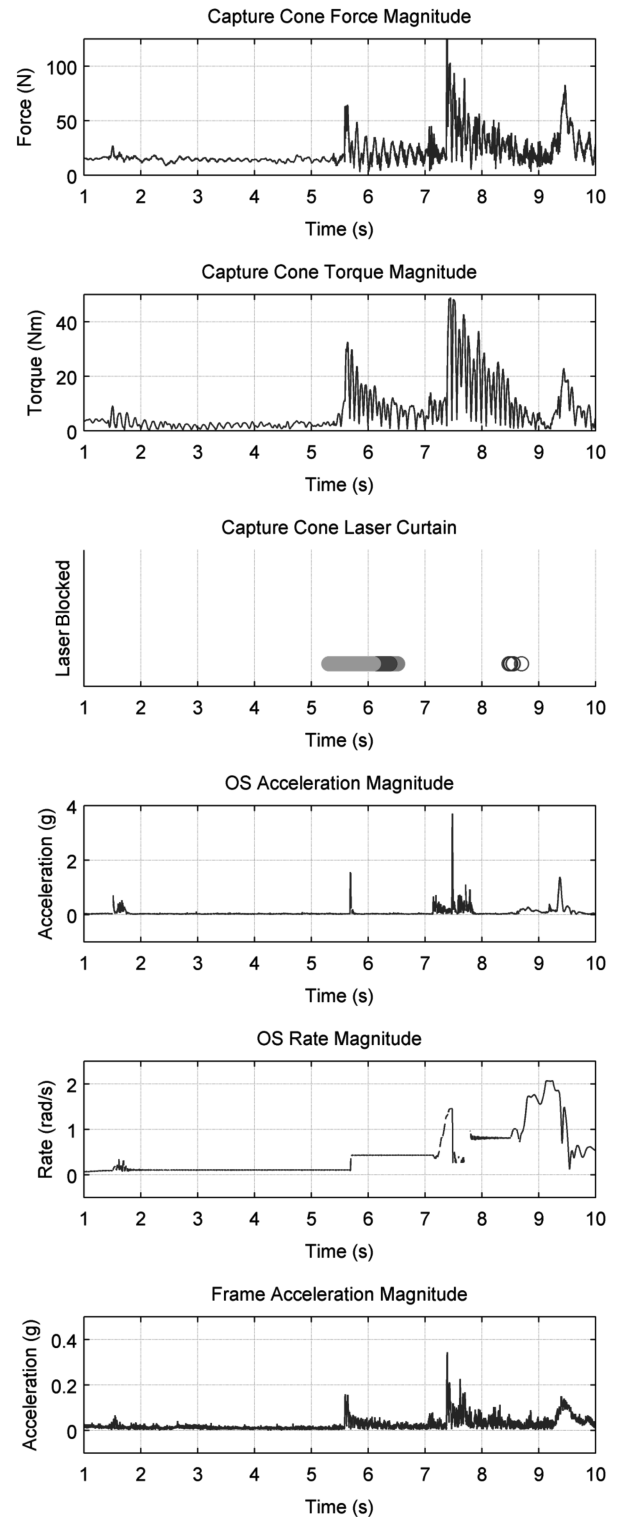 Capture Cone Force Magnitude
Force (N)
100
50
0
1 2 3 4 5 6 7 8 9 10
Time (s)
Capture Cone Torque Magnitude
Torque (Nm)
40
20
0
1 2 3 4 5 6 7 8 9 10
Time (s)
Capture Cone Laser Curtain
Laser Blocked
1 2 3 4 5 6 7 8 9 10
Time (s)
OS Acceleration Magnitude
Acceleration (g)
4
2
0
1 2 3 4 5 6 7 8 9 10
Time (s)
OS Rate Magnitude
Rate (rad/s)
2
1
0
1 2 3 4 5 6 7 8 9 10
Time (s)
Frame Acceleration Magnitude
Acceleration (g)
0.4
0.2
0
1 2 3 4 5 6 7 8 9 10
Time (s)